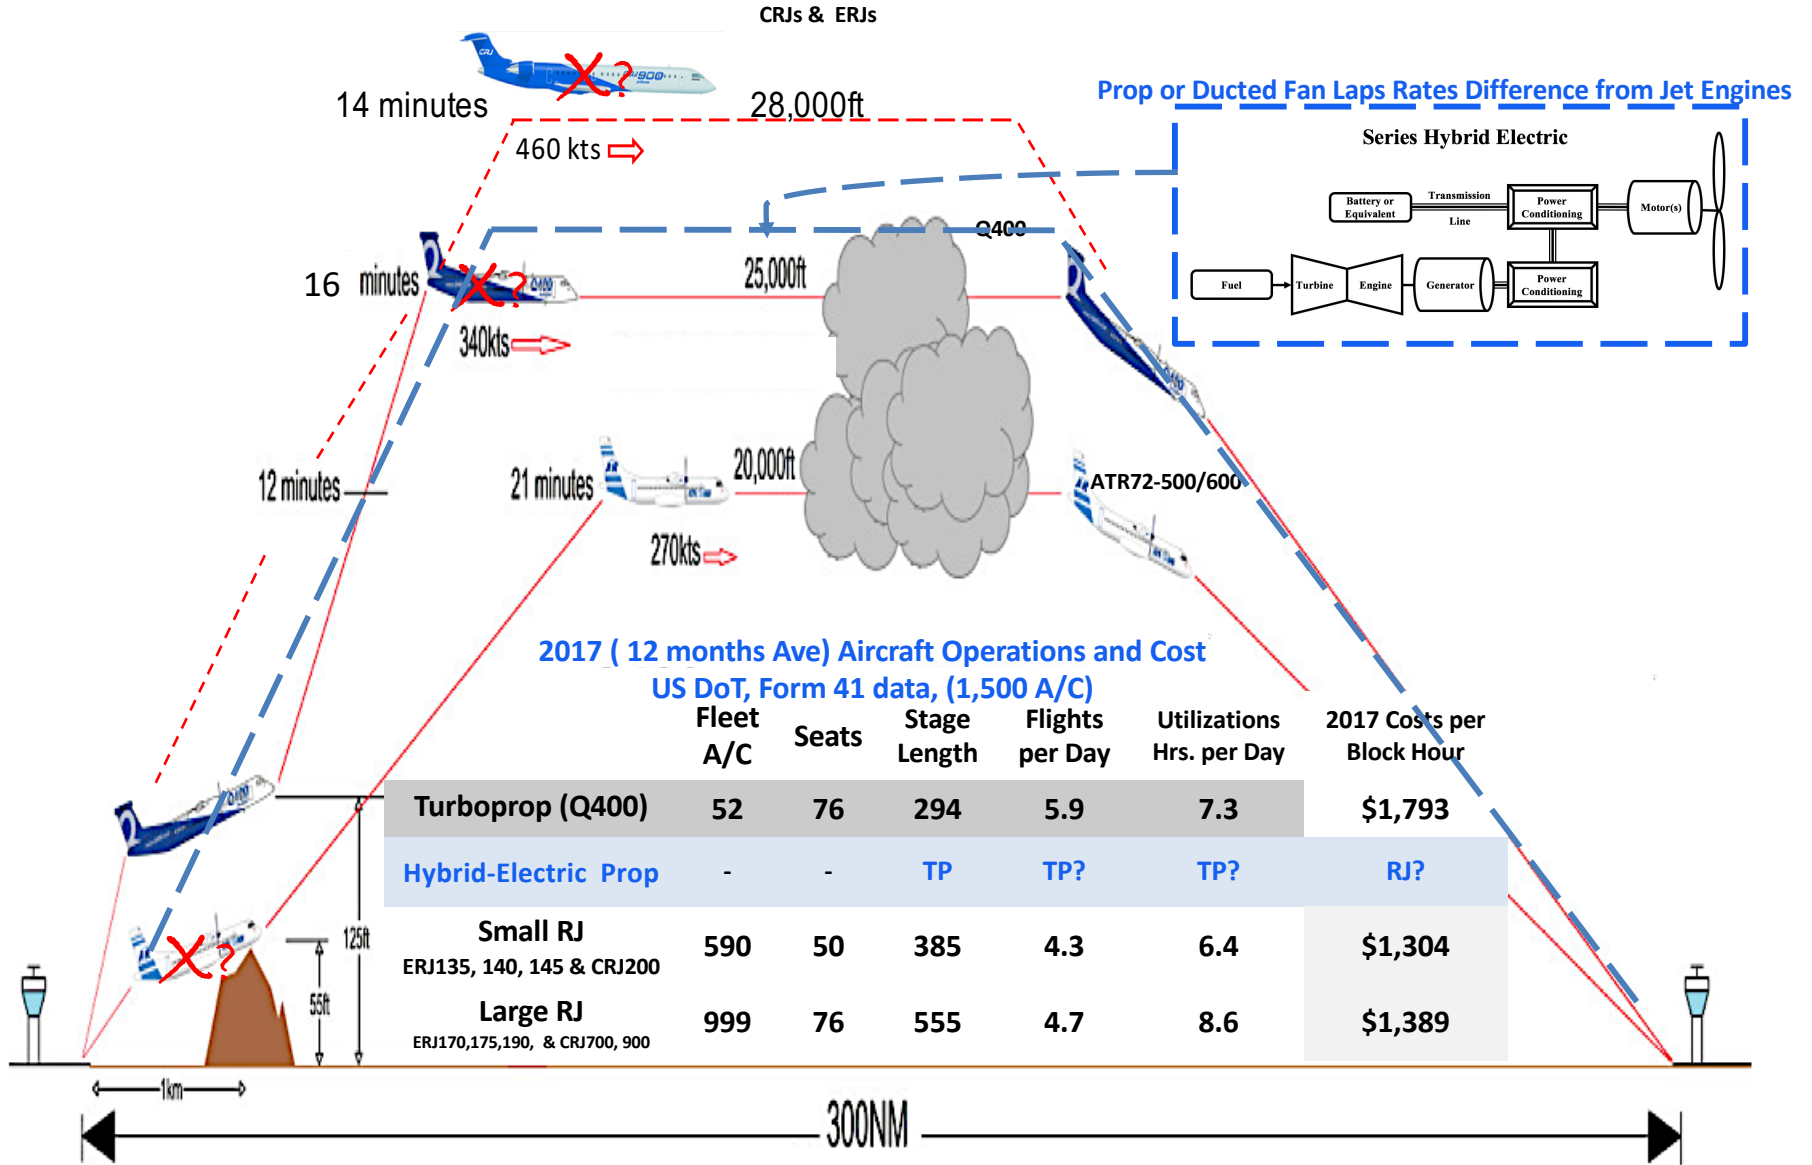 CRJs & ERJs
CRJ
900
X?
14 minutes
28,000ft
460 kts
Prop or Ducted Fan Laps Rates Difference from Jet Engines
Series Hybrid Electric
Battery or
Equivalent
Transmission
Line
Power
Conditioning
Motor(s)
Fuel
Turbine
Engine
Generator
Power
Conditioning
Q400
16 minutes
X?
Q400
25,000ft
340kts
Q400
12 minutes
21 minutes
20,000ft
270kts
ATR72-500/600
2017 ( 12 months Ave) Aircraft Operations and Cost
US DoT, Form 41 data, (1,500 A/C)
Fleet A/C Seats Stage Length Flights per Day Utilizations Hrs. per Day 2017 Costs per Block Hour
Turboprop (Q400) 52 76 294 5.9 7.3 $1,793
Hybrid-Electric Prop - - TP TP? TP? RJ?
Small RJ 590 50 385 4.3 6.4 $1,304
ERJ135, 140, 145 & CRJ200
Large RJ 999 76 555 4.7 8.6 $1,389
ERJ170,175,190, & CRJ700, 900
Q400
X?
125ft
55ft
1km
300NM